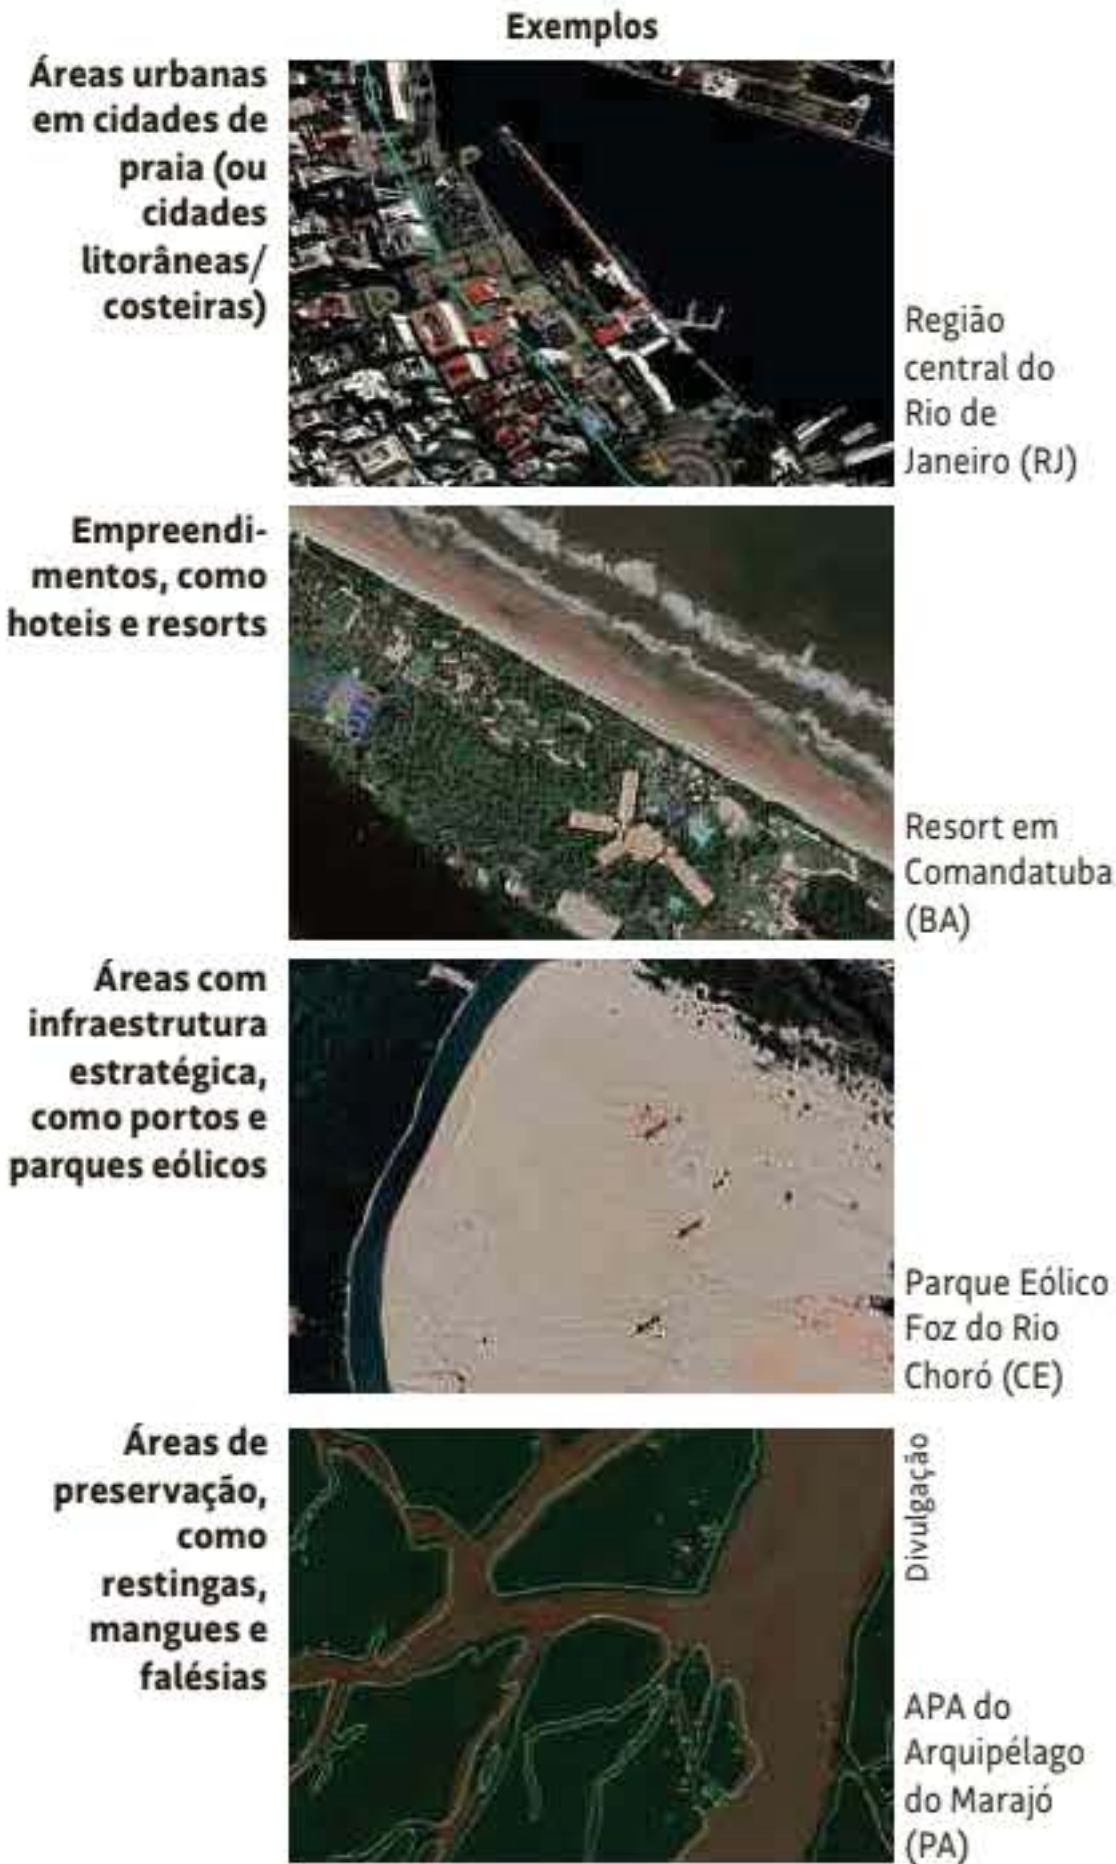 Exemplos
Áreas urbanas
em cidades de
praia (ou
cidades
litorâneas/
costeiras)
Região
central do
Rio de
Janeiro (RJ)
Empreendi-
mentos, como
hoteis e resorts
Resort em
Comandatuba
(BA)
Áreas com
infraestrutura
estratégica,
como portos e
parques eólicos
Parque Eólico
Foz do Rio
Choró (CE)
Áreas de
preservação,
como
restingas,
mangues e
falésias
Divulgação
APA do
Arquipélago
do Marajó
(PA)